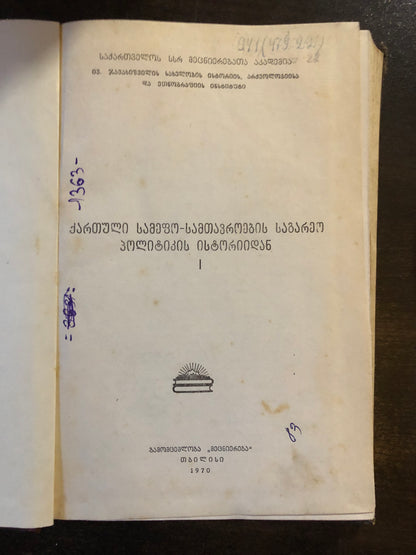 საქართველოს სსრ მეცნიერებათა აკადემია
ივ. ჯავახიშვილის სახელობის ისტორიის, არქეოლოგიისა
და ეთნოგრაფიის ინსტიტუტი
-1363-
ქართული სამეფო-სამთავროების საგარეო
პოლიტიკის ისტორიიდან
I
გამომცემლობა „მეცნიერება“
თბილისი
1970